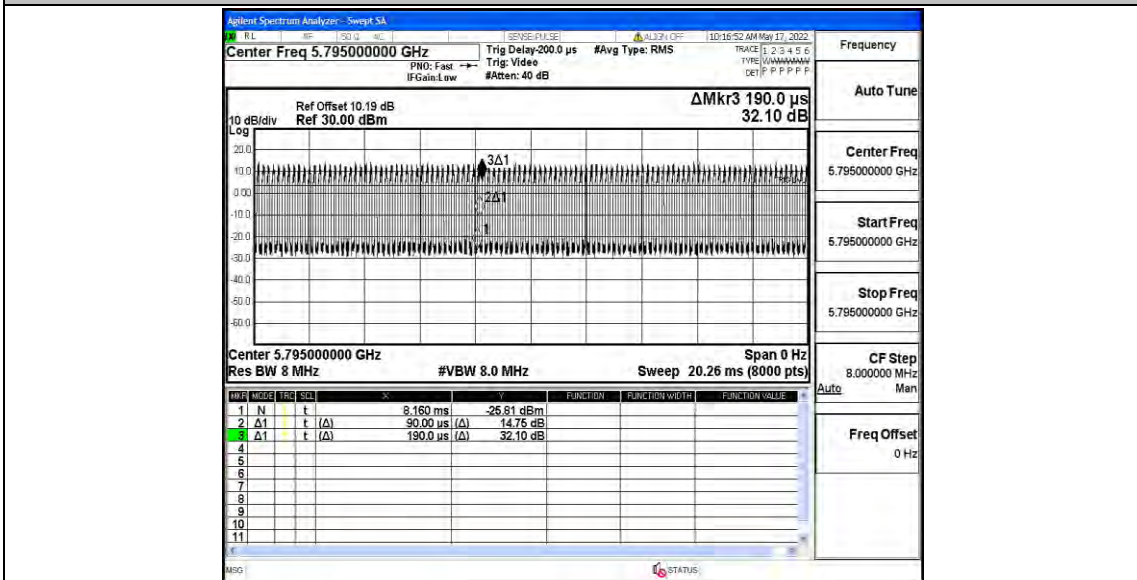 Agilent Spectrum Analyzer - Swept SA
RL RF 50 Ω AC SENSE:PULSE ALIGN OFF 10:16:52 AM May 17, 2022
Center Freq 5.795000000 GHz
PNO: Fast
IFGain:Low
Trig Delay-200.0 µs
Trig: Video
#Atten: 40 dB
#Avg Type: RMS
TRACE 1 2 3 4 5 6
TYPE
DET P P P P P P
Frequency
Auto Tune
Center Freq
5.795000000 GHz
Start Freq
5.795000000 GHz
Stop Freq
5.795000000 GHz
CF Step
8.000000 MHz
Auto Man
Freq Offset
0 Hz
Ref Offset 10.19 dB
10 dB/div Ref 30.00 dBm
Log
ΔMkr3 190.0 µs
32.10 dB
20.0
10.0
0.00
-10.0
-20.0
-30.0
-40.0
-50.0
-60.0
3Δ1
2Δ1
1
Center 5.795000000 GHz Span 0 Hz
Res BW 8 MHz #VBW 8.0 MHz Sweep 20.26 ms (8000 pts)
MKR MODE TRC SCL X Y FUNCTION FUNCTION WIDTH FUNCTION VALUE
1 N t 8.160 ms -25.81 dBm
2 Δ1 t (Δ) 90.00 µs (Δ) 14.75 dB
3 Δ1 t (Δ) 190.0 µs (Δ) 32.10 dB
4
5
6
7
8
9
10
11
MSG STATUS